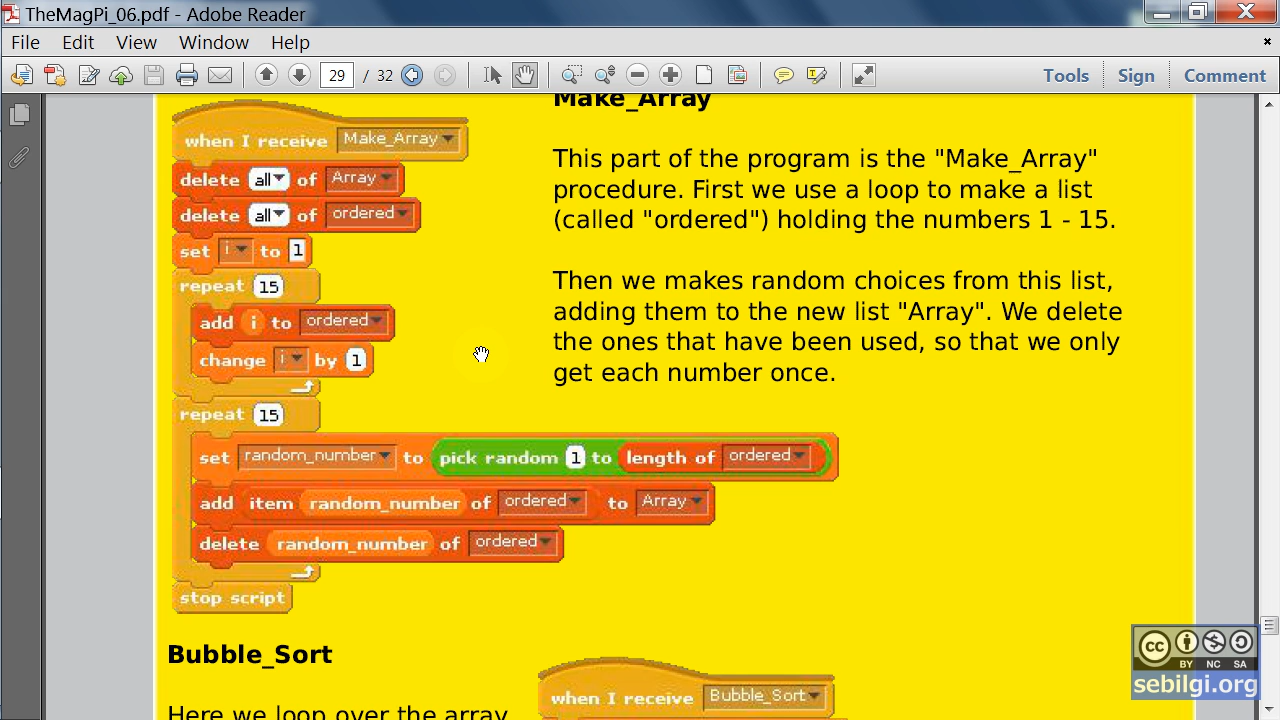 TheMagPi_06.pdf - Adobe Reader
File Edit View Window Help
29 / 32
Tools Sign Comment
Make_Array
This part of the program is the "Make_Array"
procedure. First we use a loop to make a list
(called "ordered") holding the numbers 1 - 15.
Then we makes random choices from this list,
adding them to the new list "Array". We delete
the ones that have been used, so that we only
get each number once.
when I receive Make_Array
delete all of Array
delete all of ordered
set i to 1
repeat 15
add i to ordered
change i by 1
repeat 15
set random_number to pick random 1 to length of ordered
add item random_number of ordered to Array
delete random_number of ordered
stop script
Bubble_Sort
Here we loop over the array
when I receive Bubble_Sort
cc BY NC SA
sebilgi.org